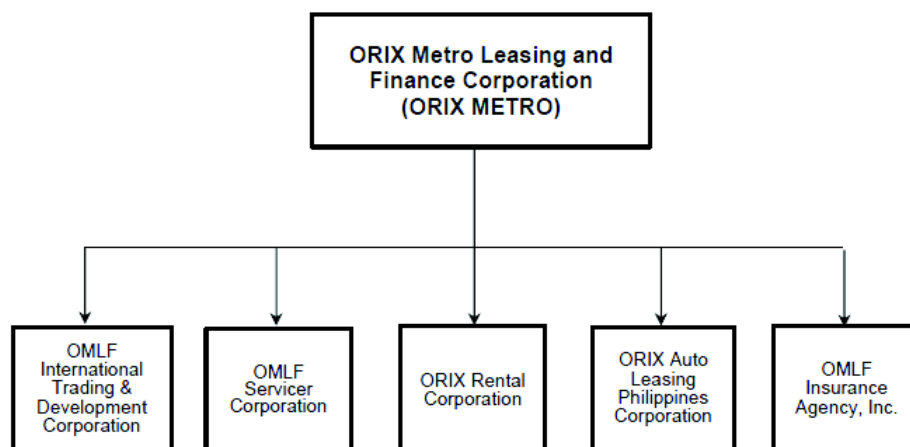 ORIX Metro Leasing and
Finance Corporation
(ORIX METRO)
OMLF
International
Trading &
Development
Corporation
OMLF
Servicer
Corporation
ORIX Rental
Corporation
ORIX Auto
Leasing
Philippines
Corporation
OMLF
Insurance
Agency, Inc.